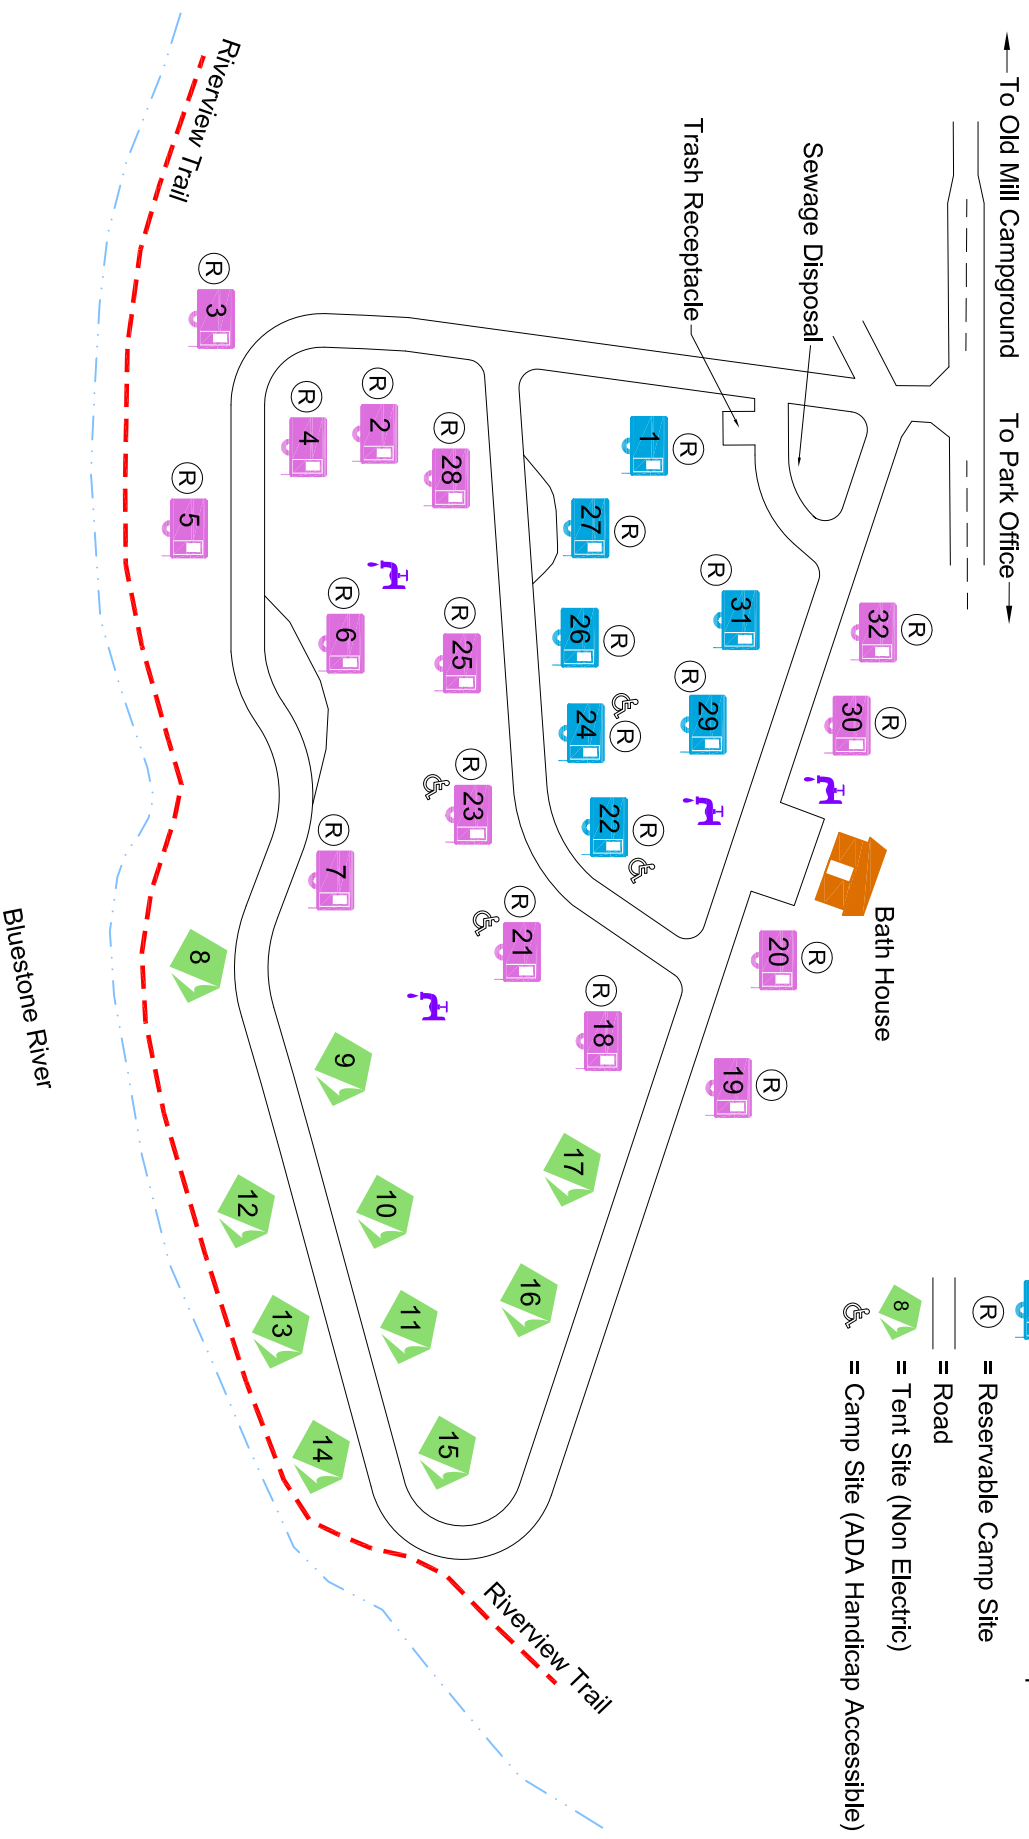 ← To Old Mill Campground
To Park Office →
Riverview Trail
Trash Receptacle
Sewage Disposal
R
3
R
4
R
2
R
28
R
5
1
R
27
R
R
31
32
R
R
6
R
25
26
R
R
29
30
R
24
R
R
23
22
R
R
7
R
21
Bath House
20
R
8
R
18
9
19
R
17
12
10
16
13
11
14
15
Bluestone River
Riverview Trail
R = Reservable Camp Site
= Road
8 = Tent Site (Non Electric)
= Camp Site (ADA Handicap Accessible)